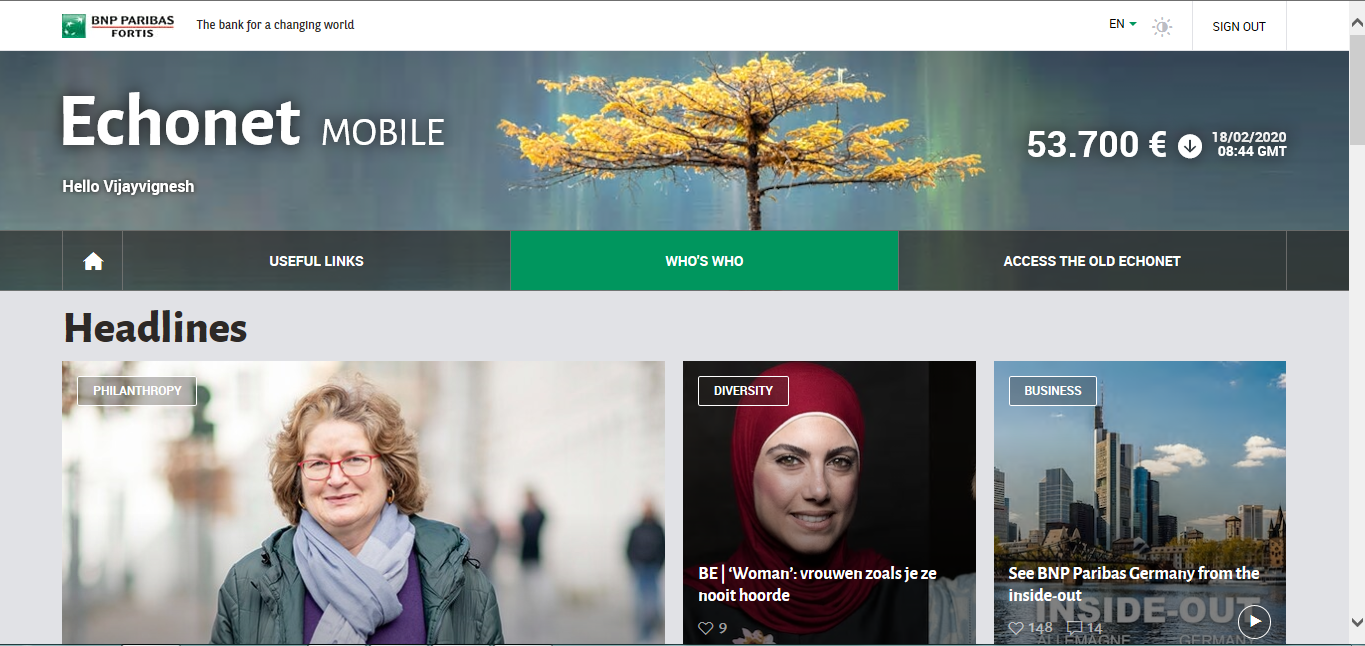 BNP PARIBAS
FORTIS
The bank for a changing world
EN
SIGN OUT
Echonet MOBILE
53.700 €
18/02/2020
08:44 GMT
Hello Vijayvignesh
USEFUL LINKS
WHO'S WHO
ACCESS THE OLD ECHONET
Headlines
PHILANTHROPY
DIVERSITY
BE | ‘Woman’: vrouwen zoals je ze
nooit hoorde
9
BUSINESS
See BNP Paribas Germany from the
inside-out
INSIDE-OUT
148 14
ALLEMAGNE GERMANY